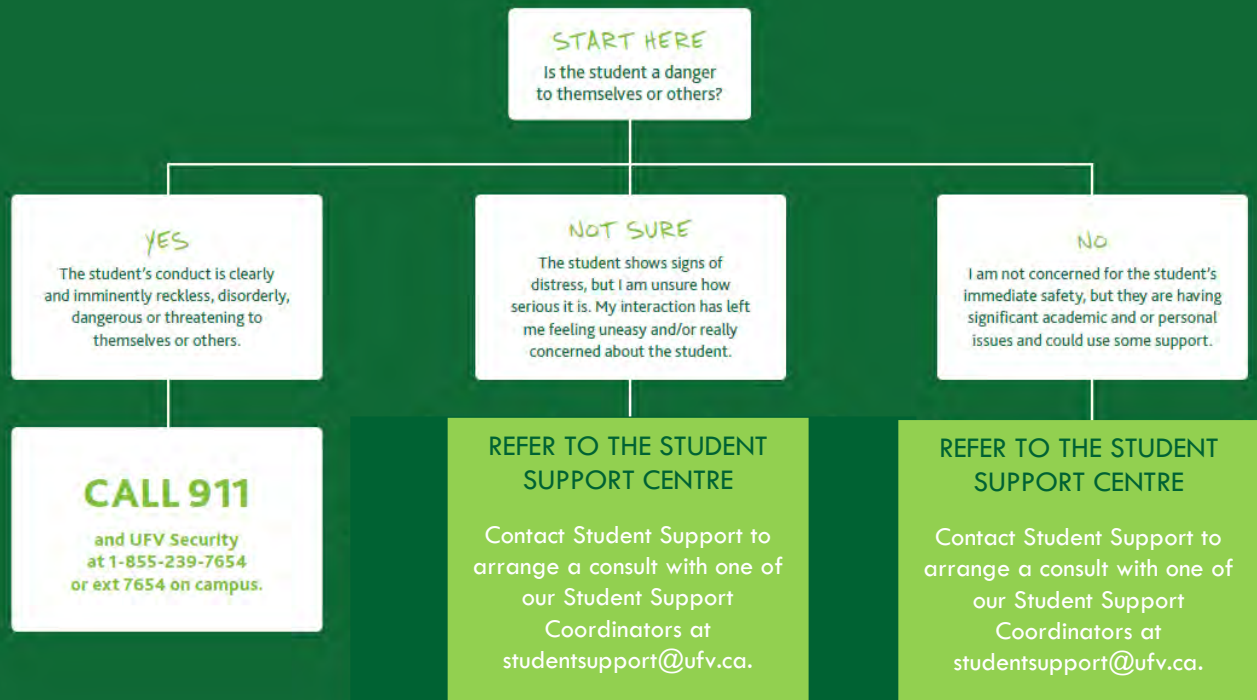 START HERE
Is the student a danger
to themselves or others?
YES
The student's conduct is clearly
and imminently reckless, disorderly,
dangerous or threatening to
themselves or others.
CALL 911
and UFV Security
at 1-855-239-7654
or ext 7654 on campus.
NOT SURE
The student shows signs of
distress, but I am unsure how
serious it is. My interaction has left
me feeling uneasy and/or really
concerned about the student.
REFER TO THE STUDENT
SUPPORT CENTRE
Contact Student Support to
arrange a consult with one of
our Student Support
Coordinators at
studentsupport@ufv.ca.
NO
I am not concerned for the student's
immediate safety, but they are having
significant academic and or personal
issues and could use some support.
REFER TO THE STUDENT
SUPPORT CENTRE
Contact Student Support to
arrange a consult with one of
our Student Support
Coordinators at
studentsupport@ufv.ca.